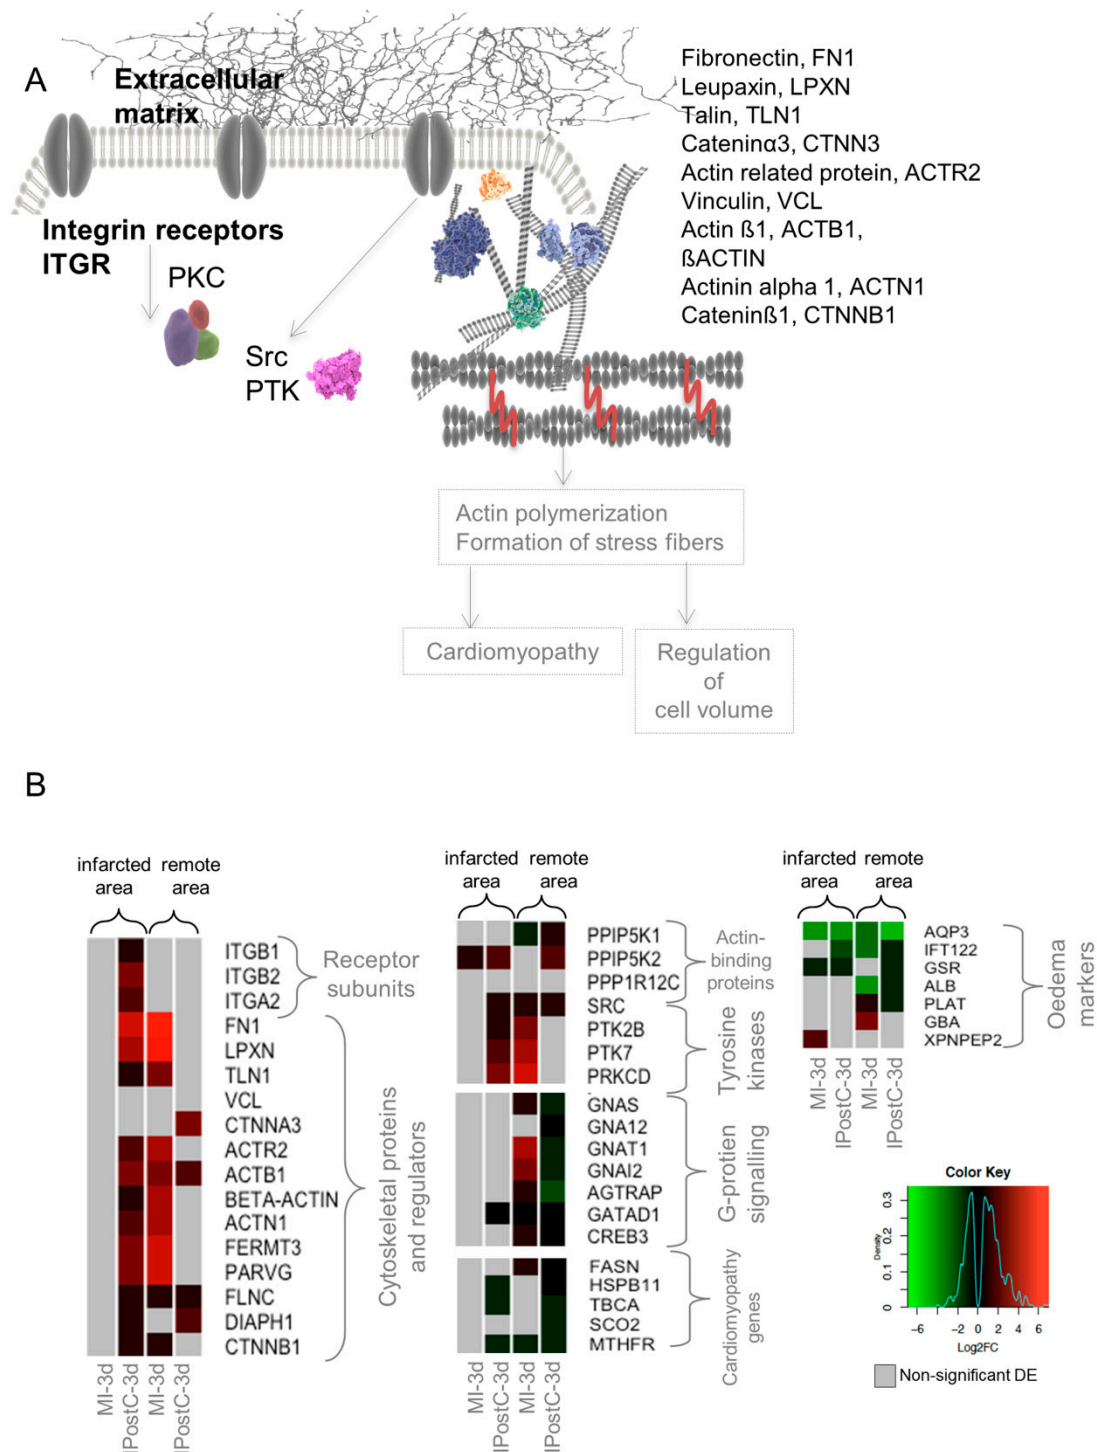 A
Extracellular
matrix
Integrin receptors
ITGR
PKC
Src
PTK
Fibronectin, FN1
Leupaxin, LPXN
Talin, TLN1
Cateninα3, CTNN3
Actin related protein, ACTR2
Vinculin, VCL
Actin ß1, ACTB1,
ßACTIN
Actinin alpha 1, ACTN1
Cateninß1, CTNNB1
Actin polymerization
Formation of stress fibers
Cardiomyopathy
Regulation
of
cell volume
B
infarcted
area
remote
area
ITGB1
ITGB2
ITGA2
FN1
LPXN
TLN1
VCL
CTNNA3
ACTR2
ACTB1
BETA-ACTIN
ACTN1
FERMT3
PARVG
FLNC
DIAPH1
CTNNB1
Receptor
subunits
Cytoskeletal proteins
and regulators
MI-3d
IPostC-3d
MI-3d
IPostC-3d
infarcted
area
remote
area
PPIP5K1
PPIP5K2
PPP1R12C
SRC
PTK2B
PTK7
PRKCD
GNAS
GNA12
GNAT1
GNAI2
AGTRAP
GATAD1
CREB3
FASN
HSPB11
TBCA
SCO2
MTHFR
Actin-
binding
proteins
Tyrosine
kinases
G-protien
signalling
Cardiomyopathy
genes
MI-3d
IPostC-3d
MI-3d
IPostC-3d
infarcted
area
remote
area
AQP3
IFT122
GSR
ALB
PLAT
GBA
XPNPEP2
Oedema
markers
MI-3d
IPostC-3d
MI-3d
IPostC-3d
Color Key
Density
0 0.1 0.2 0.3
-6 -2 0 2 4 6
Log2FC
Non-significant DE